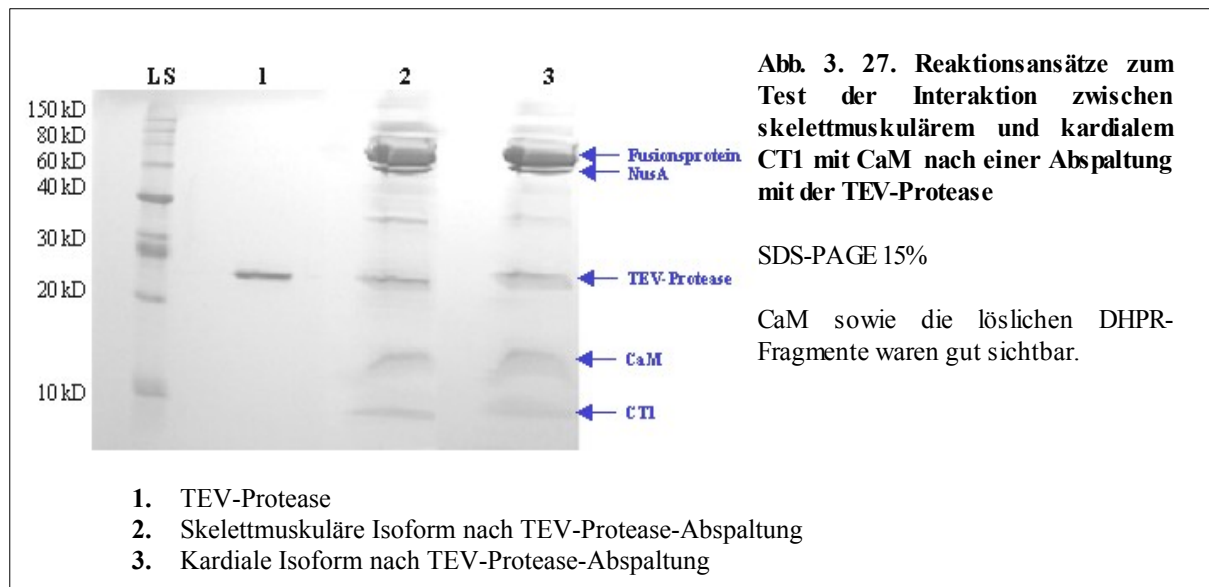 LS 1 2 3
150 kD
80 kD
60 kD
40 kD
30 kD
20 kD
10 kD
Fusionsprotein
NusA
TEV-Protease
CaM
CT1
Abb. 3. 27. Reaktionsansätze zum
Test der Interaktion zwischen
skelettmuskulärem und kardialem
CT1 mit CaM nach einer Abspaltung
mit der TEV-Protease
SDS-PAGE 15%
CaM sowie die löslichen DHPR-
Fragmente waren gut sichtbar.
1. TEV-Protease
2. Skelettmuskuläre Isoform nach TEV-Protease-Abspaltung
3. Kardiale Isoform nach TEV-Protease-Abspaltung